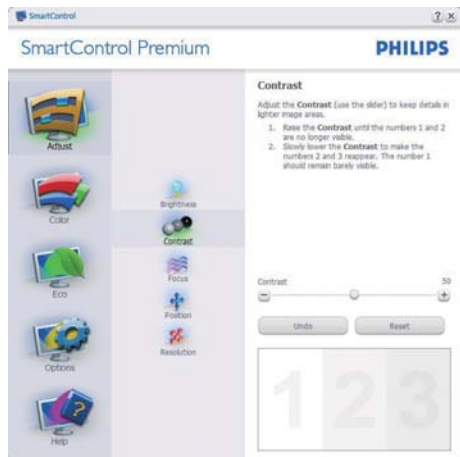 SmartControl
SmartControl Premium
PHILIPS
Adjust
Color
Eco
Options
Help
Brightness
Contrast
Focus
Position
Resolution
Contrast
Adjust the Contrast (use the slider) to keep details in
lighter image areas.
1. Raise the Contrast until the numbers 1 and 2
are no longer visible.
2. Slowly lower the Contrast to make the
numbers 2 and 3 reappear. The number 1
should remain barely visible.
Contrast 50
Undo Reset
1 2 3